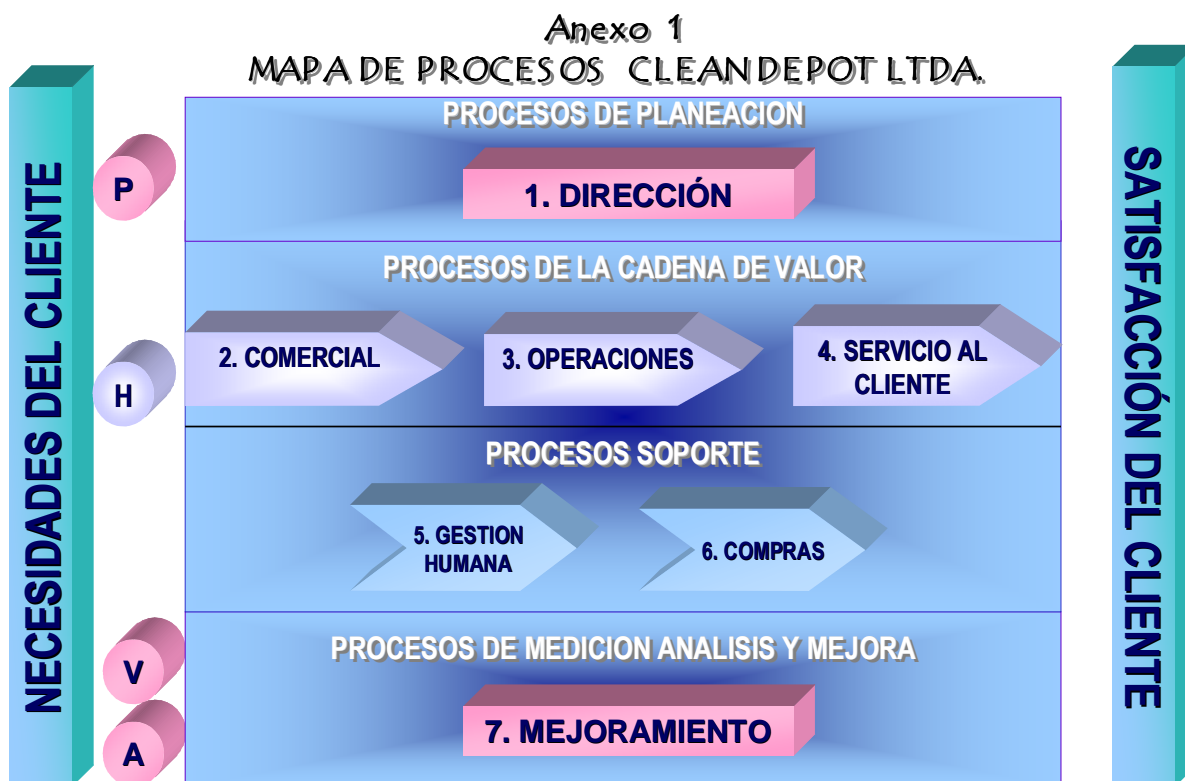 Anexo 1
MAPA DE PROCESOS CLEANDEPOT LTDA.
NECESIDADES DEL CLIENTE
P
PROCESOS DE PLANEACION
1. DIRECCIÓN
H
PROCESOS DE LA CADENA DE VALOR
2. COMERCIAL
3. OPERACIONES
4. SERVICIO AL
CLIENTE
PROCESOS SOPORTE
5. GESTION
HUMANA
6. COMPRAS
V
A
PROCESOS DE MEDICION ANALISIS Y MEJORA
7. MEJORAMIENTO
SATISFACCIÓN DEL CLIENTE